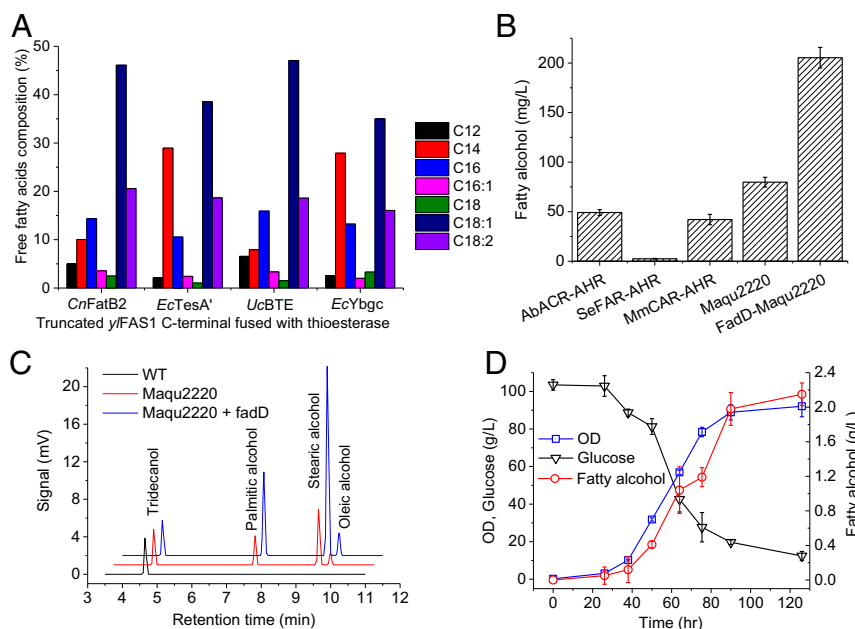 A
Free fatty acids composition (%)
50
40
30
20
10
0
CnFatB2 EcTesA' UcBTE EcYbgc
Truncated ylFAS1 C-terminal fused with thioesterase
C12
C14
C16
C16:1
C18
C18:1
C18:2
B
Fatty alcohol (mg/L)
200
150
100
50
0
AbACR-AHR
SeFAR-AHR
MmCAR-AHR
Maqu2220
FadD-Maqu2220
C
WT
Maqu2220
Maqu2220 + fadD
Signal (mV)
20
16
12
8
4
0
Tridecanol
Palmitic alcohol
Stearic alcohol
Oleic alcohol
3 4 5 6 7 8 9 10 11 12
Retention time (min)
D
OD, Glucose (g/L)
100
80
60
40
20
0
OD
Glucose
Fatty alcohol
2.4
2.0
1.6
1.2
0.8
0.4
0.0
Fatty alcohol (g/L)
0 20 40 60 80 100 120
Time (hr)